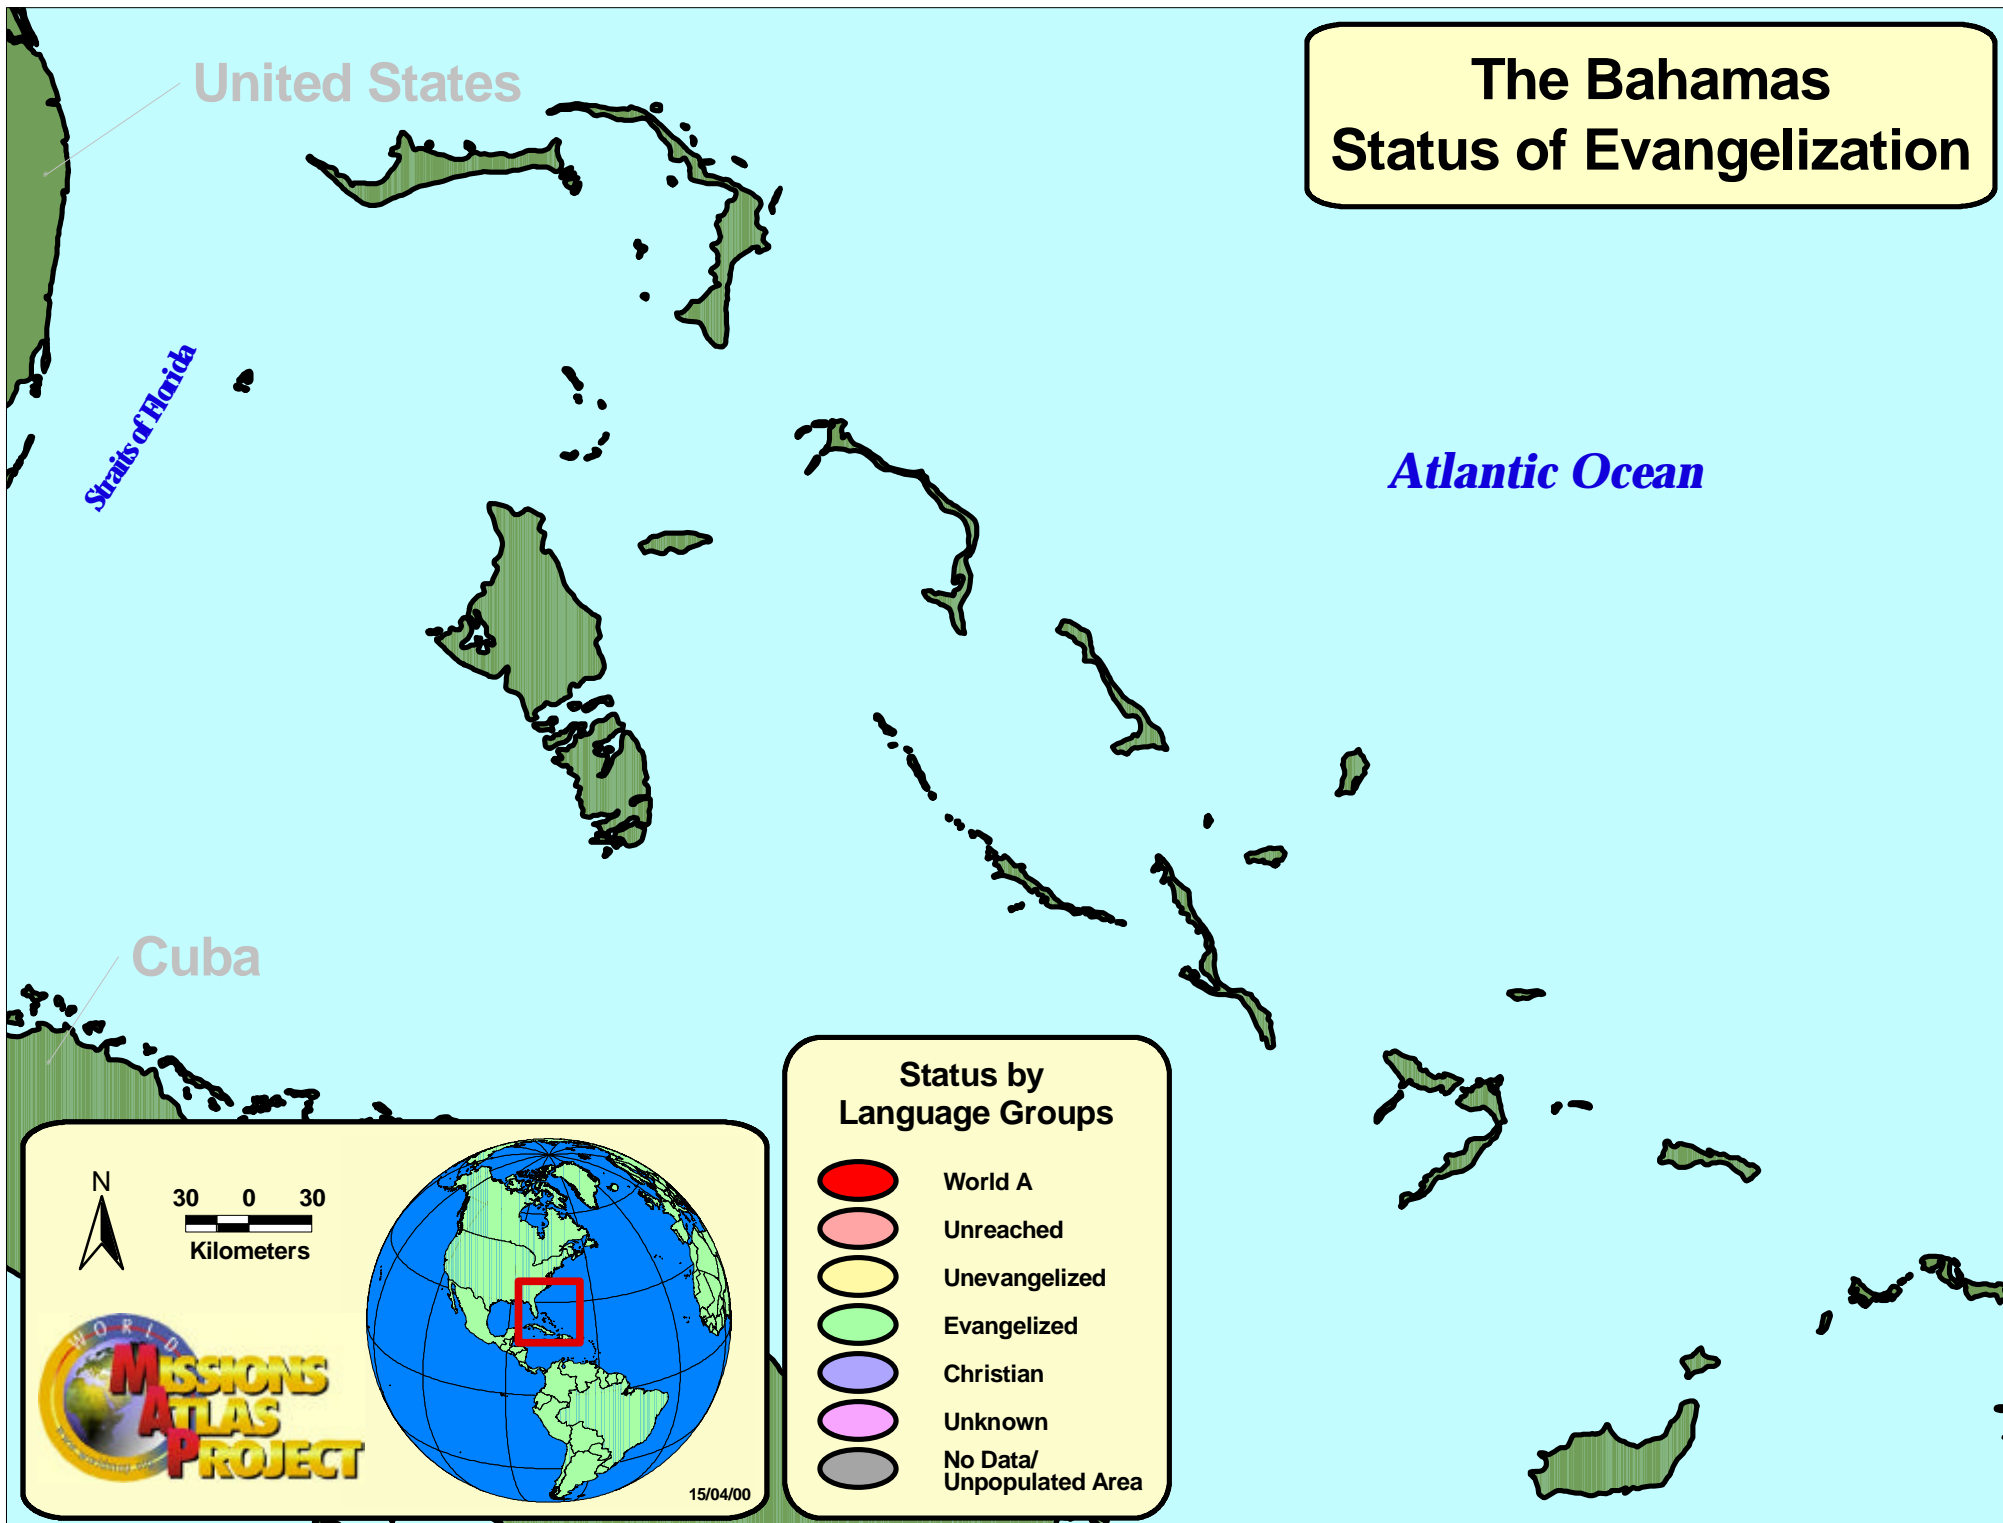 The Bahamas
Status of Evangelization
United States
Straits of Florida
Atlantic Ocean
Cuba
Status by
Language Groups
World A
Unreached
Unevangelized
Evangelized
Christian
Unknown
No Data/
Unpopulated Area
N
30 0 30
Kilometers
WORLD
MISSIONS
ATLAS
PROJECT
15/04/00